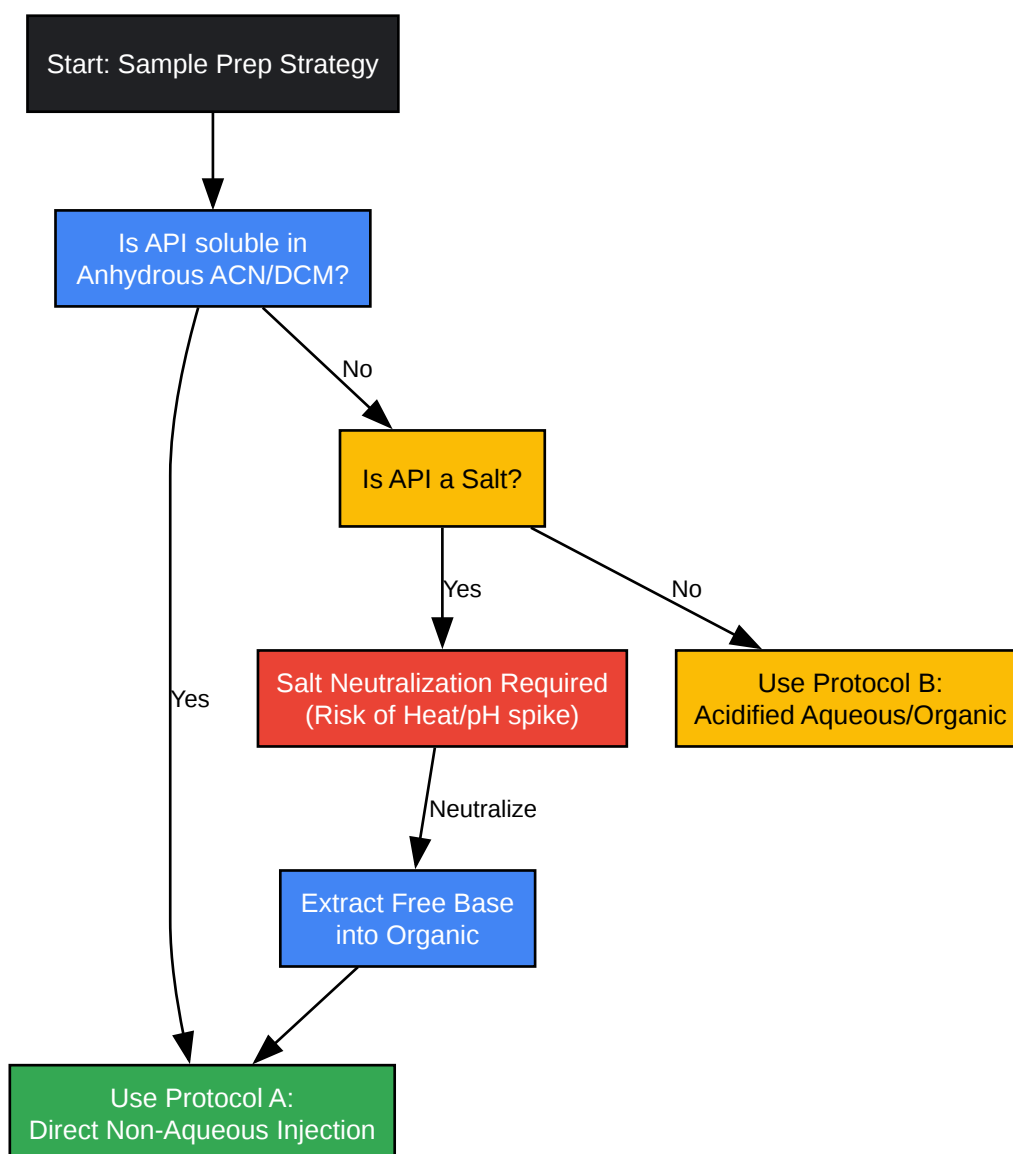 Start: Sample Prep Strategy
Is API soluble in
Anhydrous ACN/DCM?
No
Is API a Salt?
Yes
No
Salt Neutralization Required
(Risk of Heat/pH spike)
Use Protocol B:
Acidified Aqueous/Organic
Yes
Neutralize
Extract Free Base
into Organic
Use Protocol A:
Direct Non-Aqueous Injection